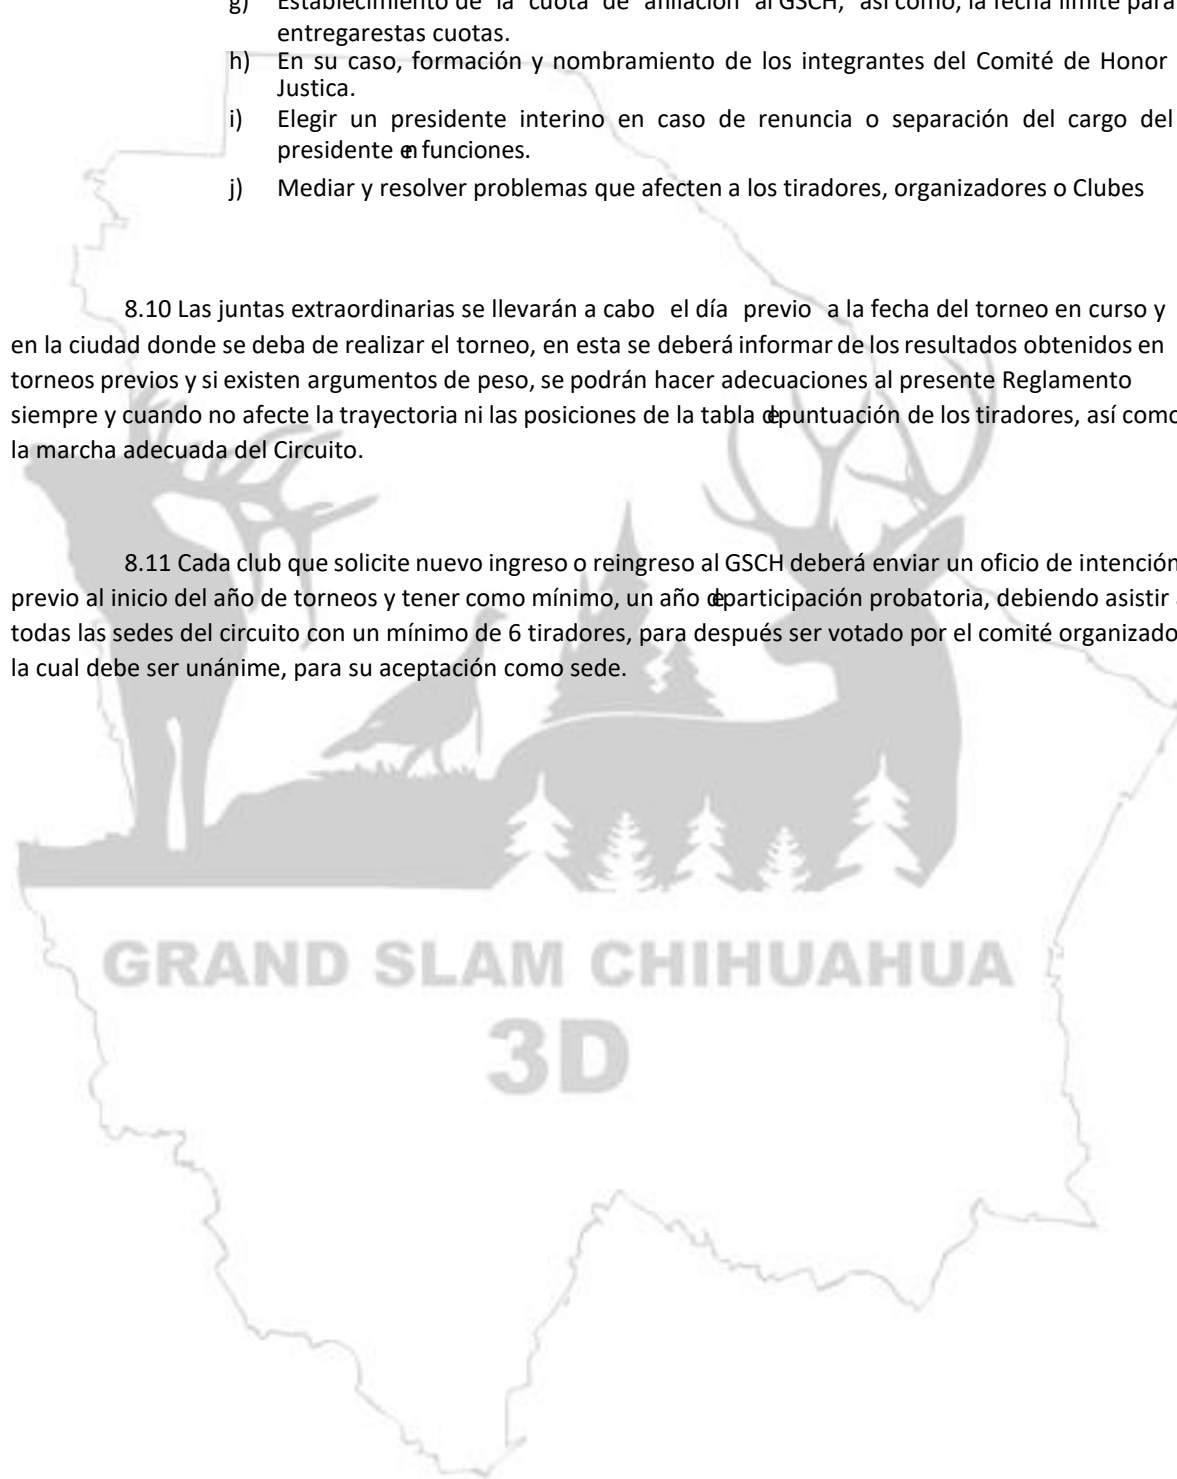 g) Establecimiento de la cuota de afiliación al GSCH, así como, la fecha límite para
entregarestas cuotas.
h) En su caso, formación y nombramiento de los integrantes del Comité de Honor
Justica.
i) Elegir un presidente interino en caso de renuncia o separación del cargo del
presidente en funciones.
j) Mediar y resolver problemas que afecten a los tiradores, organizadores o Clubes
8.10 Las juntas extraordinarias se llevarán a cabo el día previo a la fecha del torneo en curso y
en la ciudad donde se deba de realizar el torneo, en esta se deberá informar de los resultados obtenidos en
torneos previos y si existen argumentos de peso, se podrán hacer adecuaciones al presente Reglamento
siempre y cuando no afecte la trayectoria ni las posiciones de la tabla depuntuación de los tiradores, así como
la marcha adecuada del Circuito.
8.11 Cada club que solicite nuevo ingreso o reingreso al GSCH deberá enviar un oficio de intención
previo al inicio del año de torneos y tener como mínimo, un año departicipación probatoria, debiendo asistir a
todas las sedes del circuito con un mínimo de 6 tiradores, para después ser votado por el comité organizado
la cual debe ser unánime, para su aceptación como sede.
GRAND SLAM CHIHUAHUA
3D